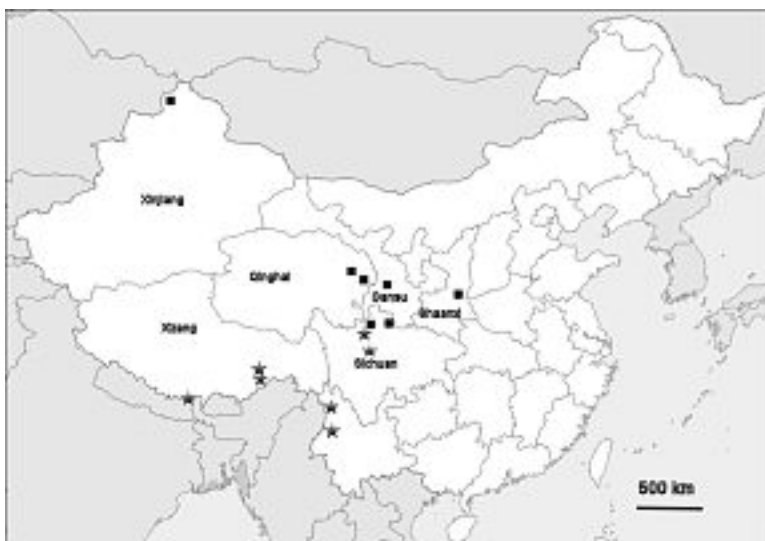 Xinjiang
Qinghai
Gansu
Shaanxi
Xizang
Sichuan
500 km